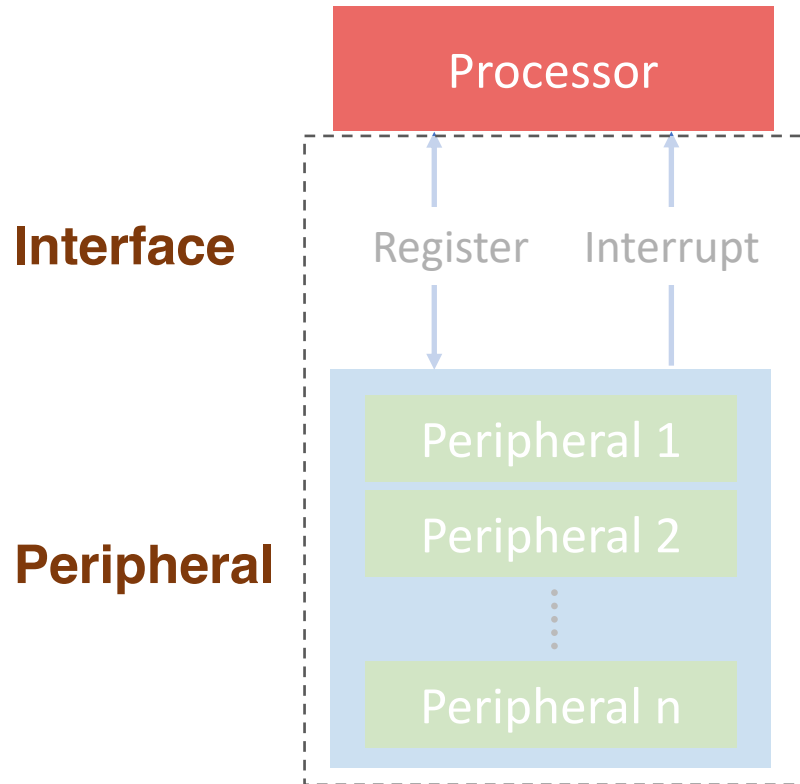 Processor
Interface
Register Interrupt
Peripheral 1
Peripheral 2
Peripheral
Peripheral n